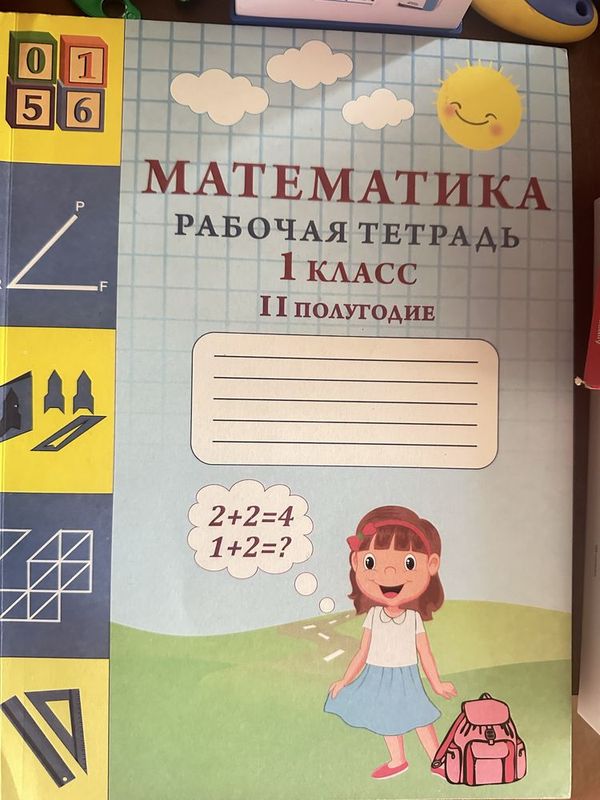 0 1
5 6
P
F
МАТЕМАТИКА
РАБОЧАЯ ТЕТРАДЬ
1 КЛАСС
II ПОЛУГОДИЕ
2+2=4
1+2=?